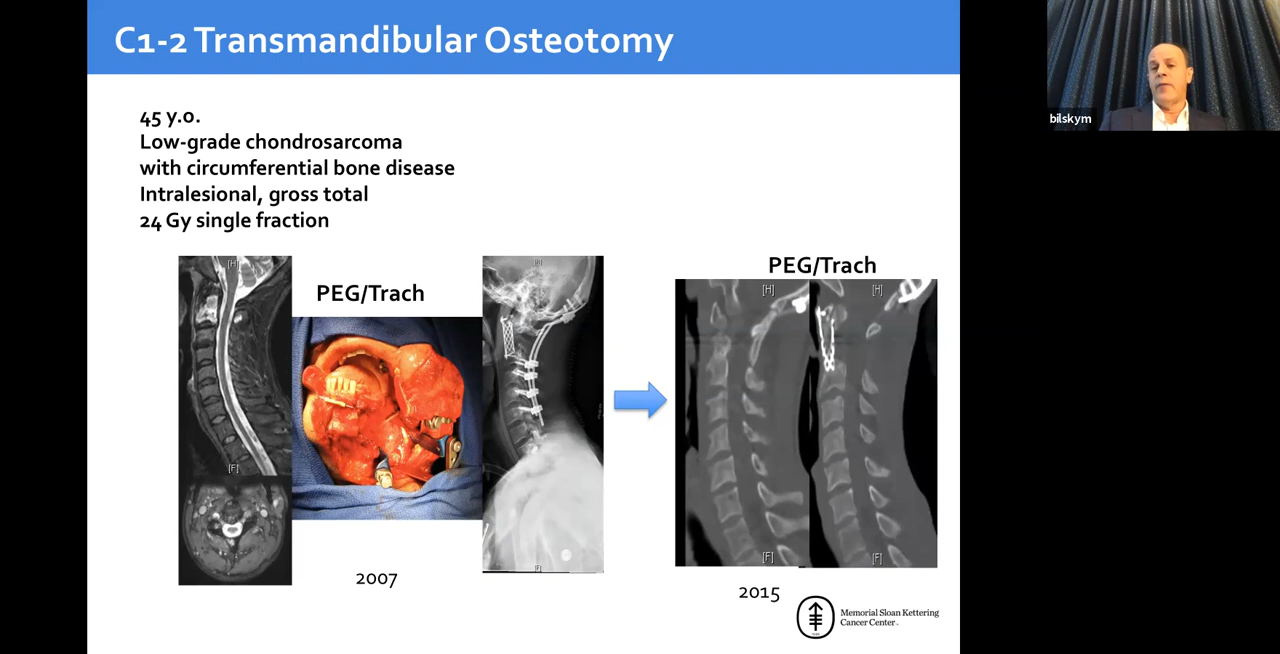 C1-2 Transmandibular Osteotomy
bilskym
45 y.o.
Low-grade chondrosarcoma
with circumferential bone disease
Intralesional, gross total
24 Gy single fraction
PEG/Trach
PEG/Trach
[H]
[H]
[H]
[H]
[F]
[F]
[F]
[F]
2007
2015
Memorial Sloan Kettering
Cancer Center